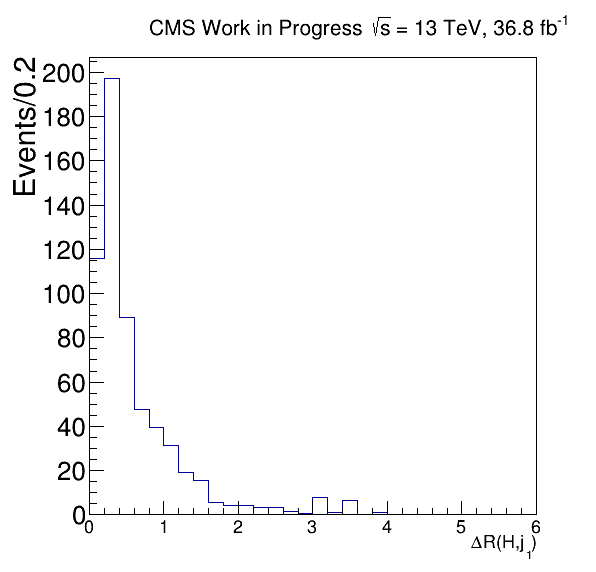 CMS Work in Progress √s = 13 TeV, 36.8 fb⁻¹
Events/0.2
200
180
160
140
120
100
80
60
40
20
0
0 1 2 3 4 5 6
ΔR(H,j₁)